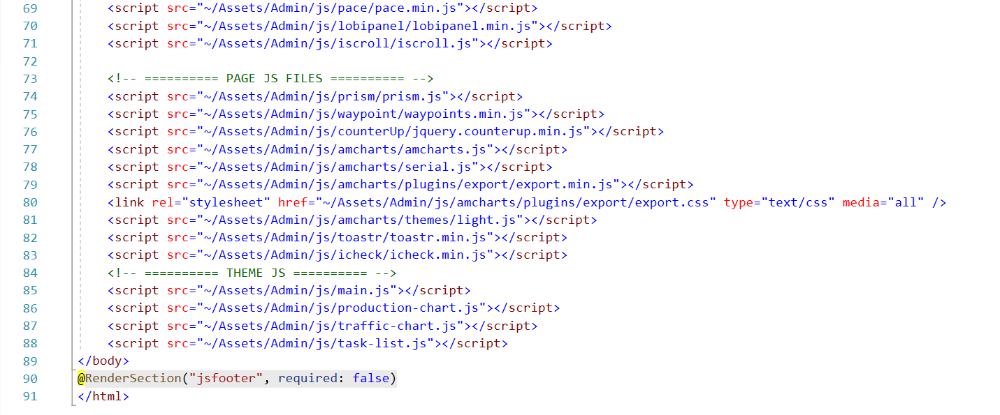 69 <script src="~/Assets/Admin/js/pace/pace.min.js"></script>
70 <script src="~/Assets/Admin/js/lobipanel/lobipanel.min.js"></script>
71 <script src="~/Assets/Admin/js/iscroll/iscroll.js"></script>
72
73 <!-- ========== PAGE JS FILES ========== -->
74 <script src="~/Assets/Admin/js/prism/prism.js"></script>
75 <script src="~/Assets/Admin/js/waypoint/waypoints.min.js"></script>
76 <script src="~/Assets/Admin/js/counterUp/jquery.counterup.min.js"></script>
77 <script src="~/Assets/Admin/js/amcharts/amcharts.js"></script>
78 <script src="~/Assets/Admin/js/amcharts/serial.js"></script>
79 <script src="~/Assets/Admin/js/amcharts/plugins/export/export.min.js"></script>
80 <link rel="stylesheet" href="~/Assets/Admin/js/amcharts/plugins/export/export.css" type="text/css" media="all" />
81 <script src="~/Assets/Admin/js/amcharts/themes/light.js"></script>
82 <script src="~/Assets/Admin/js/toastr/toastr.min.js"></script>
83 <script src="~/Assets/Admin/js/icheck/icheck.min.js"></script>
84 <!-- ========== THEME JS ========== -->
85 <script src="~/Assets/Admin/js/main.js"></script>
86 <script src="~/Assets/Admin/js/production-chart.js"></script>
87 <script src="~/Assets/Admin/js/traffic-chart.js"></script>
88 <script src="~/Assets/Admin/js/task-list.js"></script>
89 </body>
90 @RenderSection("jsfooter", required: false)
91 </html>